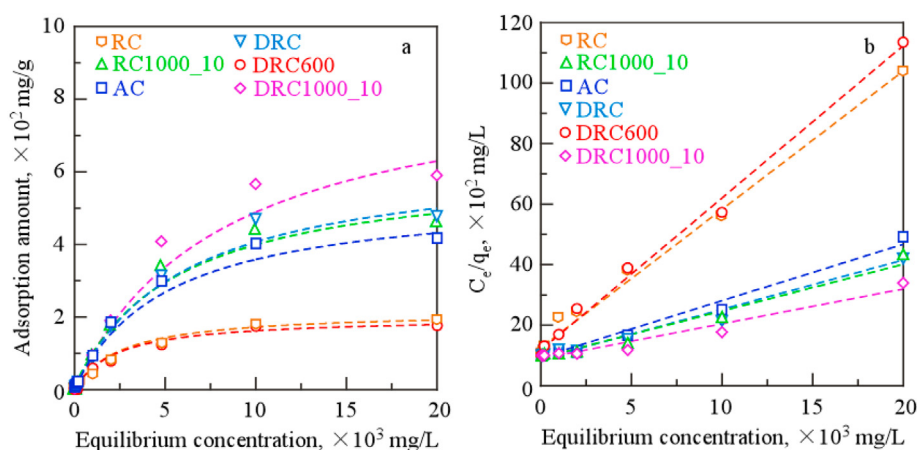 10
8
6
4
2
0
Adsorption amount, ×10² mg/g
a
RC
DRC
RC1000_10
DRC600
AC
DRC1000_10
0
5
10
15
20
Equilibrium concentration, ×10³ mg/L
120
100
80
60
40
20
0
Cₑ/qₑ, ×10² mg/L
b
RC
RC1000_10
AC
DRC
DRC600
DRC1000_10
0
5
10
15
20
Equilibrium concentration, ×10³ mg/L